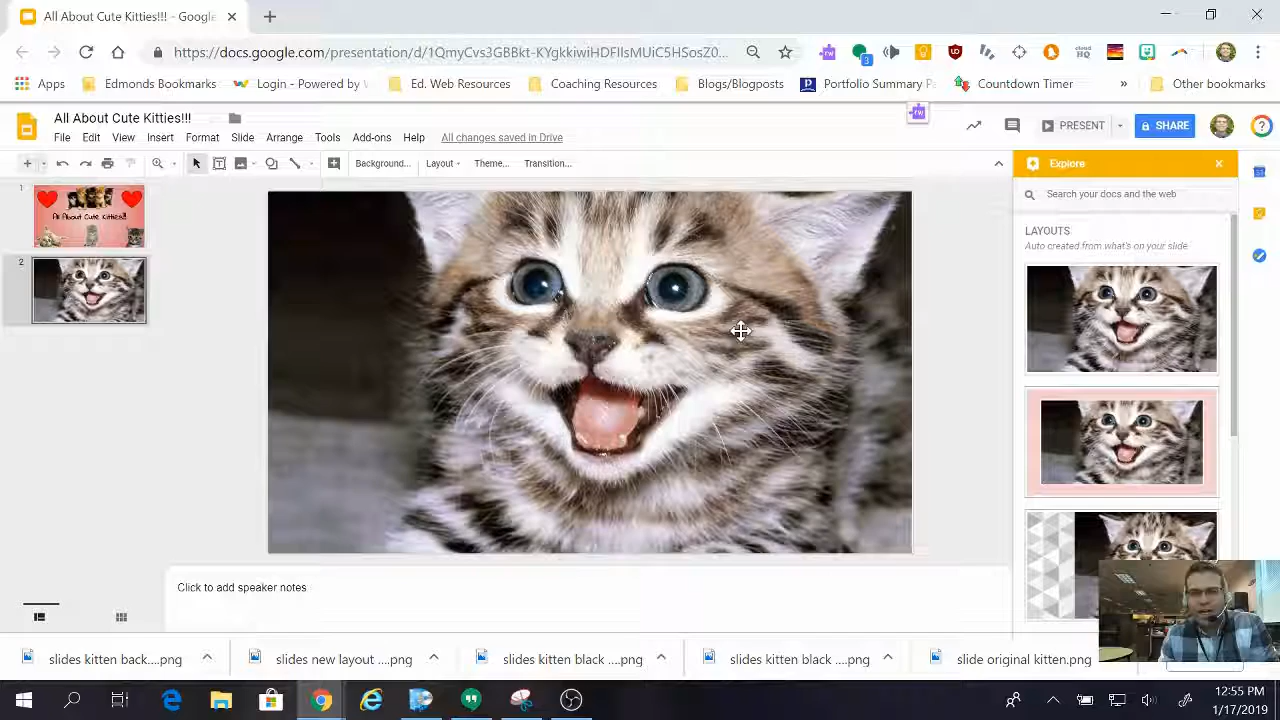 All About Cute Kitties!!! - Google
https://docs.google.com/presentation/d/1QmyCvs3GBBkt-KYgkkiwiHDFIlsMUiC5HSosZ0...
3
Apps Edmonds Bookmarks Login - Powered by Ed. Web Resources Coaching Resources Blogs/Blogposts Portfolio Summary Countdown Timer » Other bookmarks
All About Cute Kitties!!!
File Edit View Insert Format Slide Arrange Tools Add-ons Help All changes saved in Drive
PRESENT SHARE
Background... Layout Theme... Transition...
Explore
Search your docs and the web
LAYOUTS
Auto created from what's on your slide
1
All About Cute Kitties!!!
2
Click to add speaker notes
slides kitten back....png slides new layout ....png slides kitten black ....png slides kitten black ....png slide original kitten.png
12:55 PM
1/17/2019